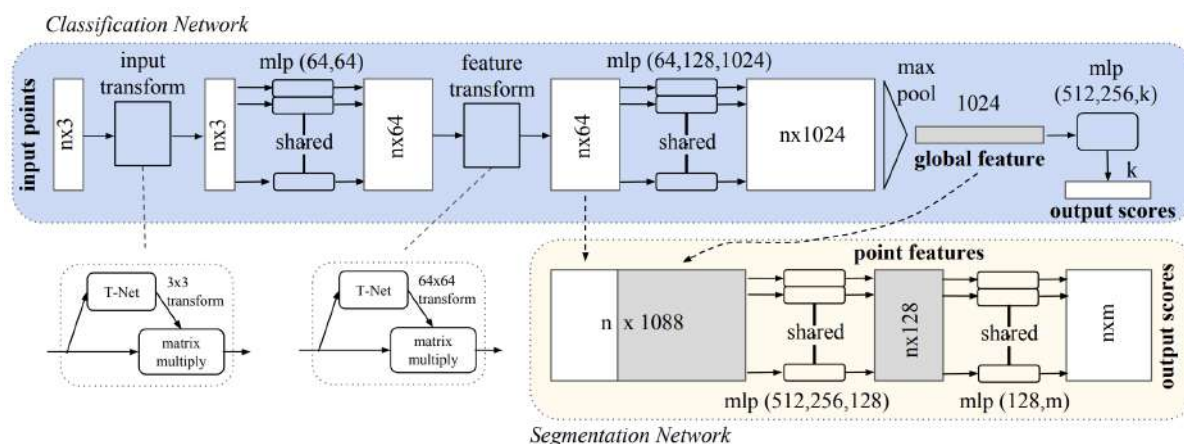 Classification Network
input points
nx3
input
transform
nx3
mlp (64,64)
shared
nx64
feature
transform
nx64
mlp (64,128,1024)
shared
nx1024
max
pool
1024
global feature
mlp
(512,256,k)
k
output scores
T-Net
3x3
transform
matrix
multiply
T-Net
64x64
transform
matrix
multiply
point features
n x 1088
shared
mlp (512,256,128)
nx128
shared
mlp (128,m)
nxm
output scores
Segmentation Network